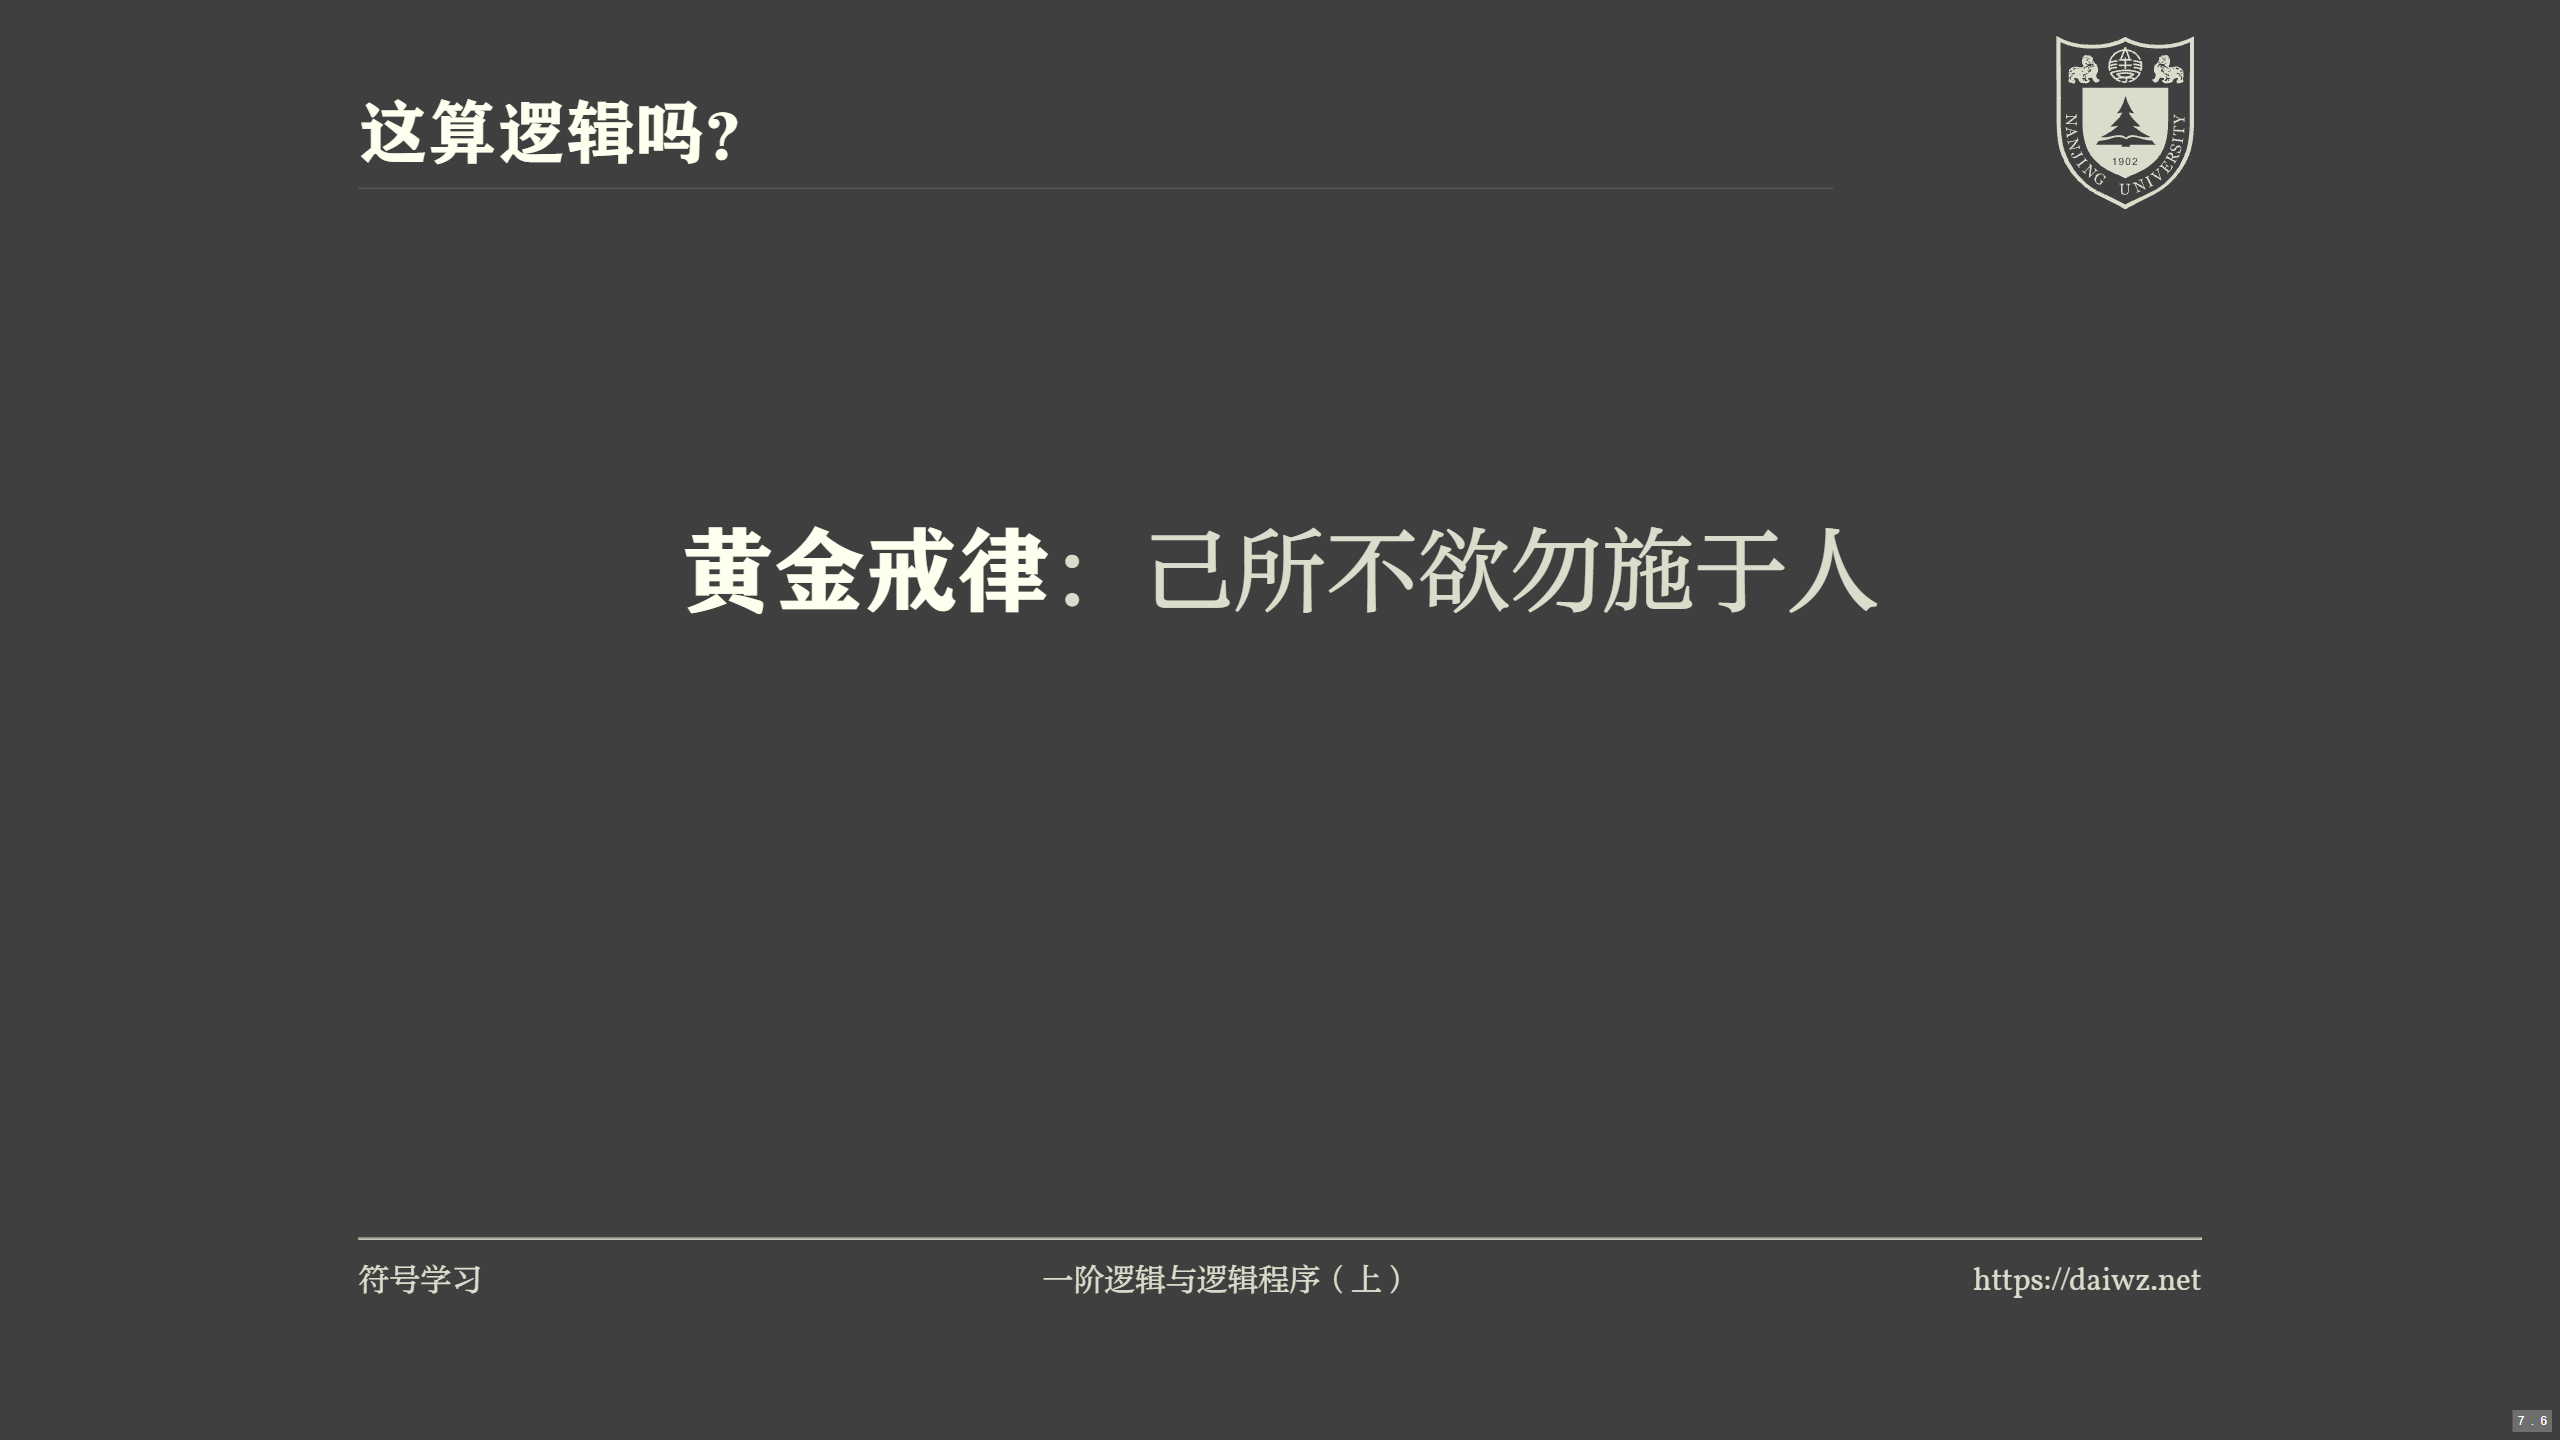 这算逻辑吗？
NANJING UNIVERSITY
1902
黄金戒律：己所不欲勿施于人
符号学习
一阶逻辑与逻辑程序（上）
https://daiwz.net
7 . 6